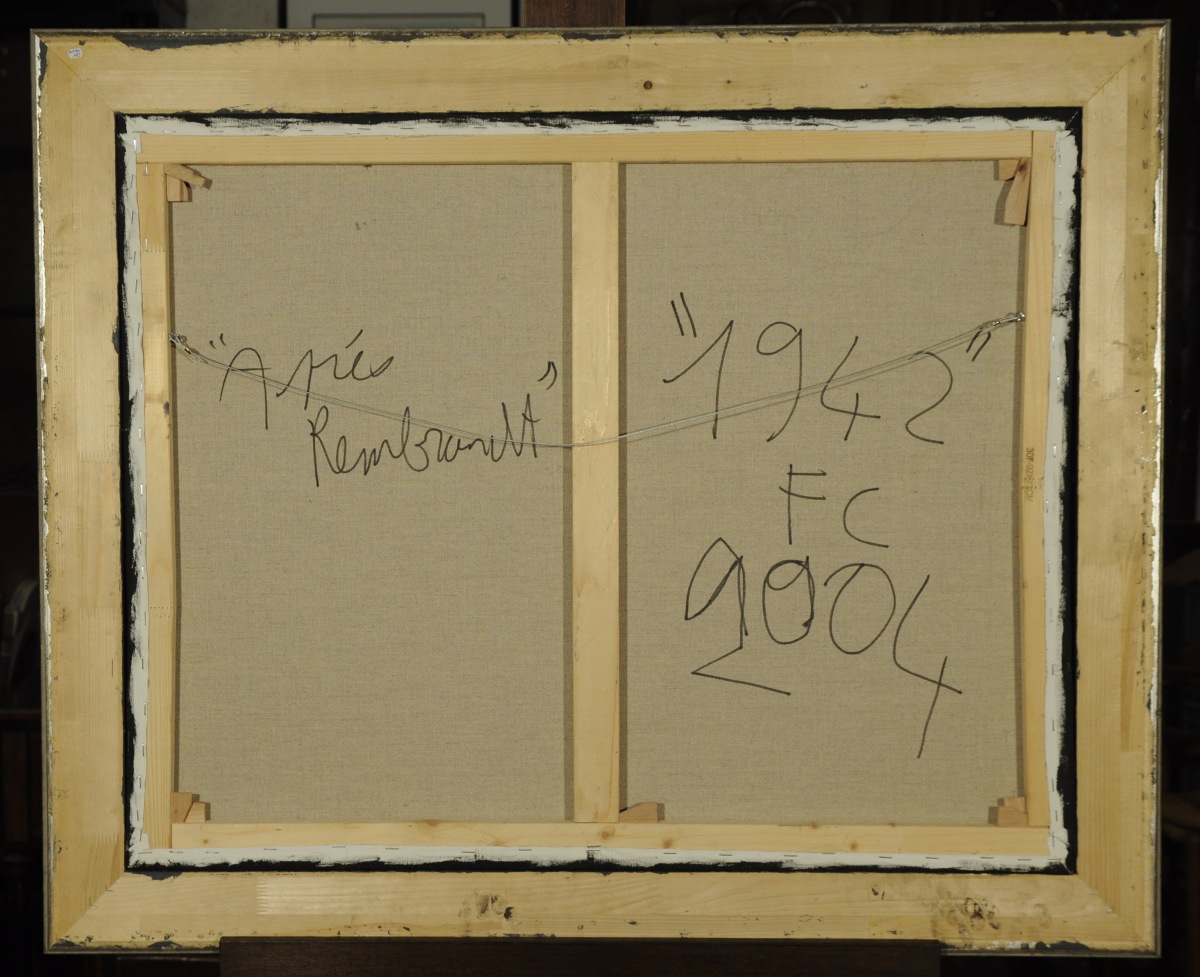 "Après
Rembrandt"
"1942"
FC
2004